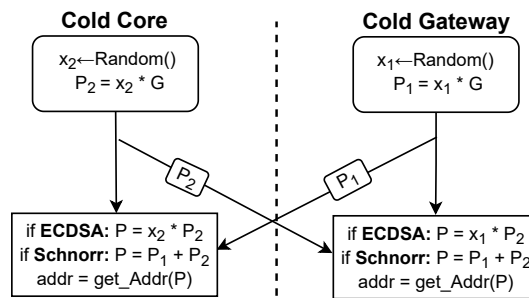 Cold Core
x₂←Random()
P₂ = x₂ * G
Cold Gateway
x₁←Random()
P₁ = x₁ * G
P₂
P₁
if ECDSA: P = x₂ * P₂
if Schnorr: P = P₁ + P₂
addr = get_Addr(P)
if ECDSA: P = x₁ * P₂
if Schnorr: P = P₁ + P₂
addr = get_Addr(P)